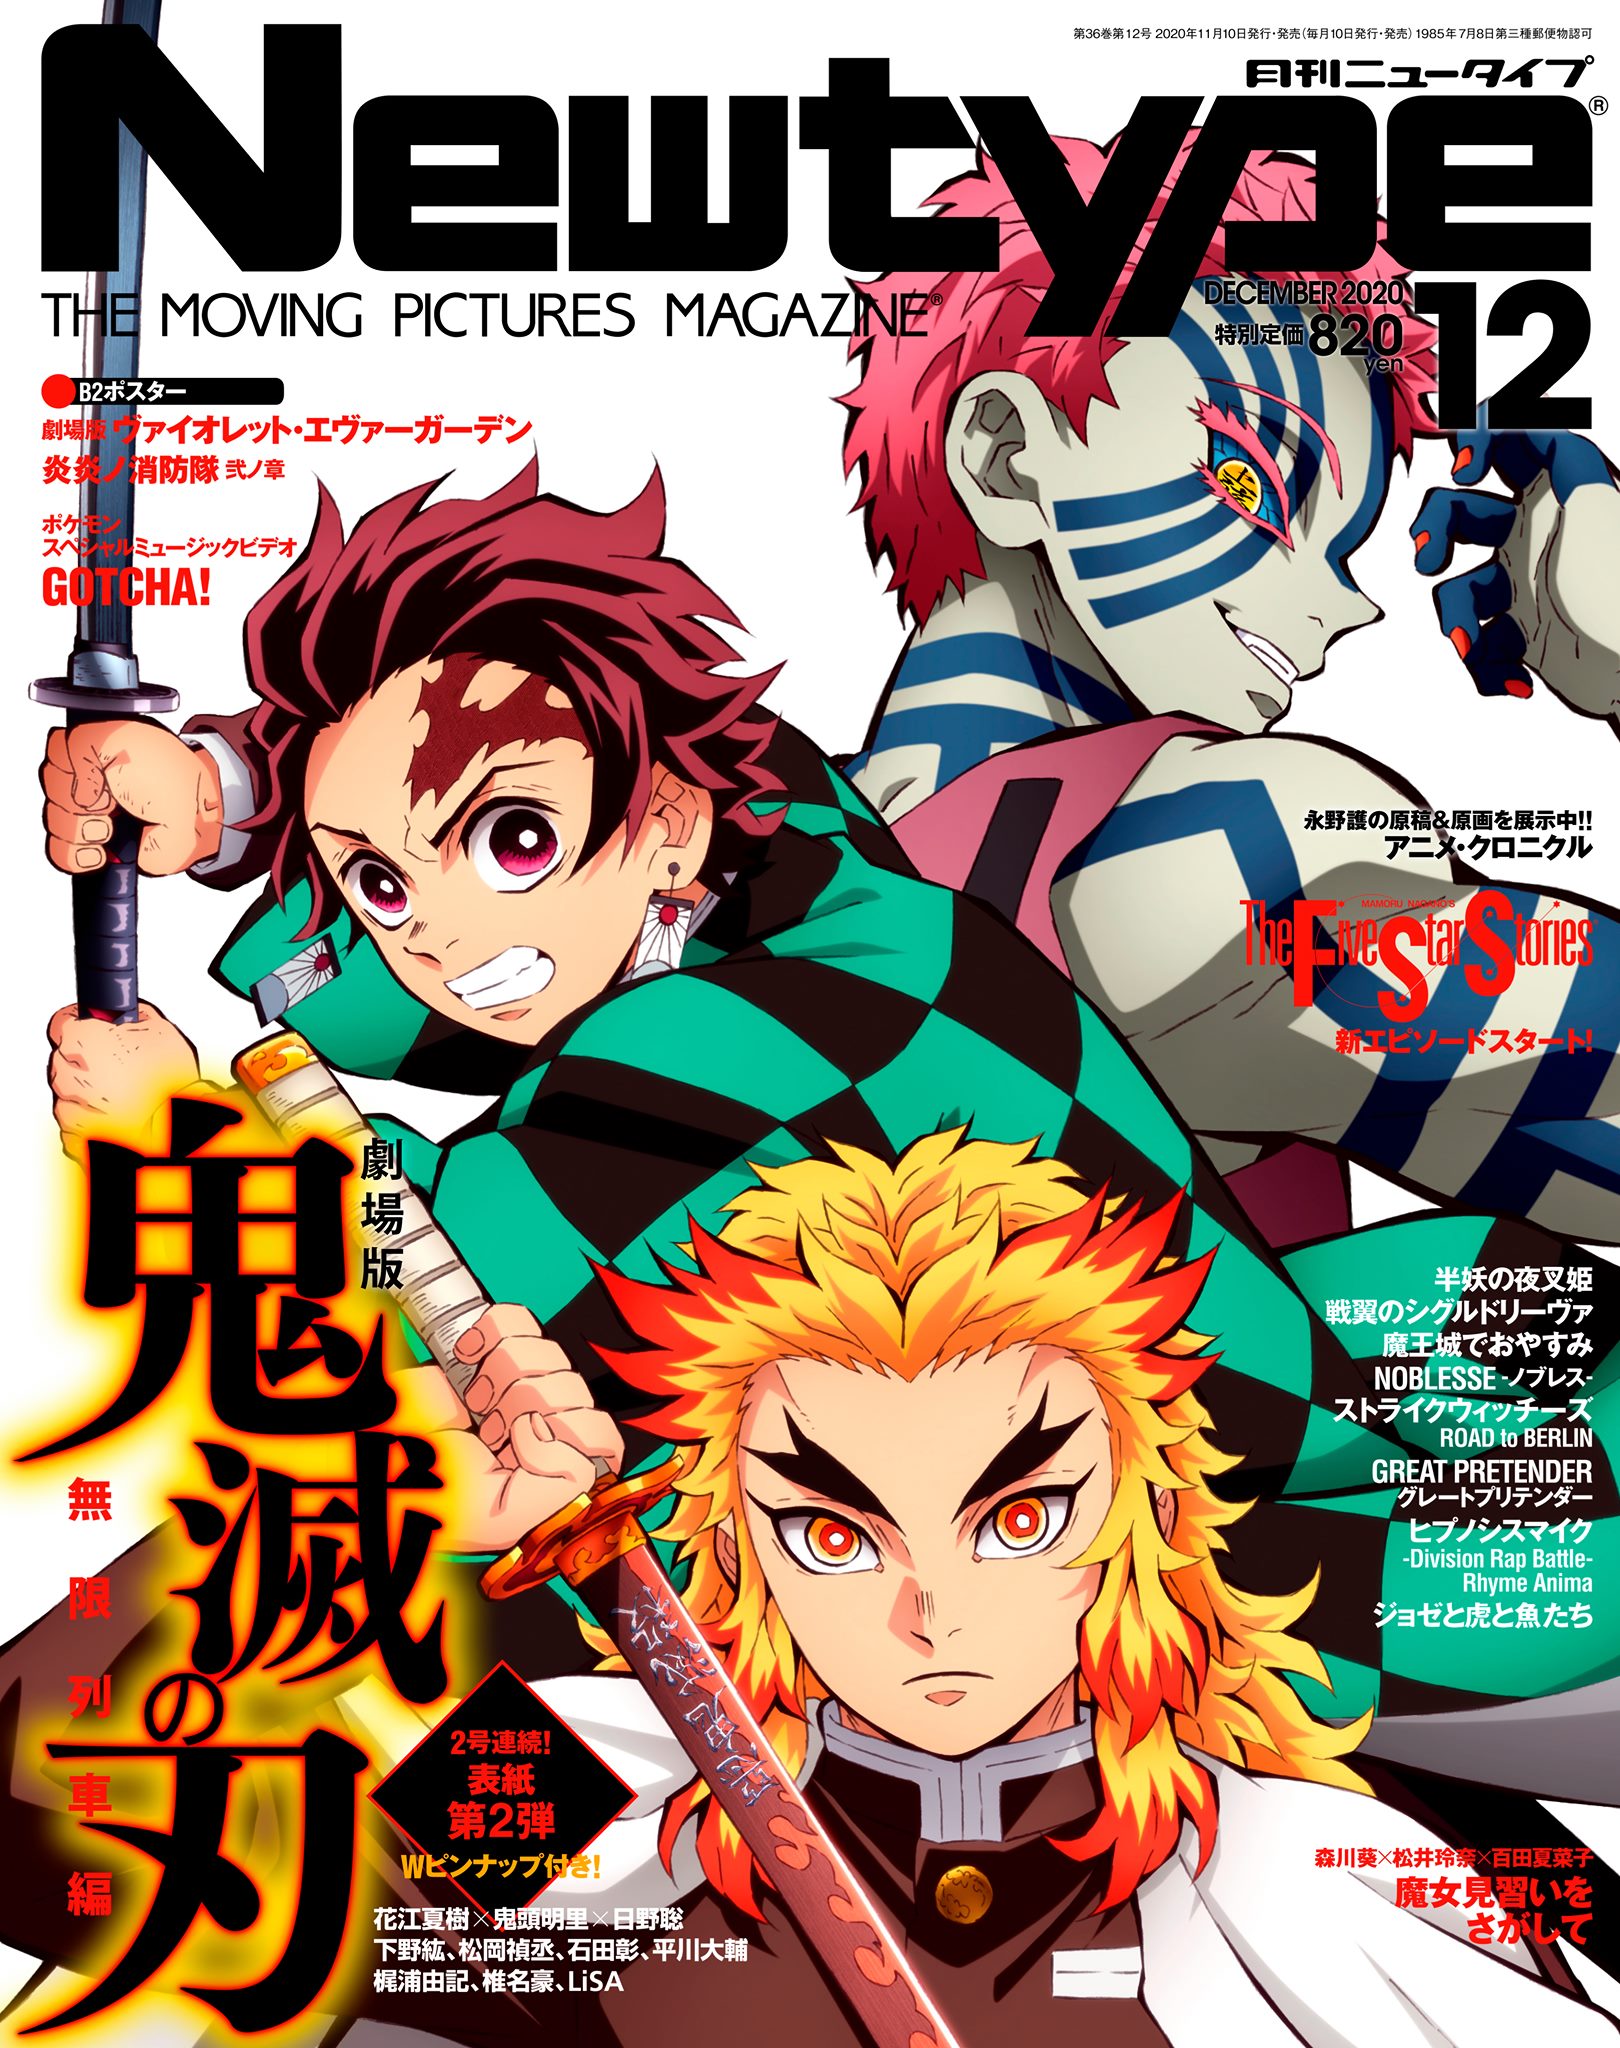 第36巻第12号 2020年11月10日発行・発売(毎月10日発行・発売) 1985年7月8日第三種郵便物認可
月刊ニュータイプ
Newtype®
THE MOVING PICTURES MAGAZINE®
DECEMBER 2020
特別定価820
yen
12
B2ポスター
劇場版 ヴァイオレット・エヴァーガーデン
炎炎ノ消防隊 弐ノ章
ポケモン
スペシャルミュージックビデオ
GOTCHA!
永野護の原稿&原画を展示中!!
アニメ・クロニクル
MAMORU NAGANO'S
The Five Star Stories
新エピソードスタート!
劇場版
鬼滅の刃
無限列車編
半妖の夜叉姫
戦翼のシグルドリーヴァ
魔王城でおやすみ
NOBLESSE -ノブレス-
ストライクウィッチーズ
ROAD to BERLIN
GREAT PRETENDER
グレートプリテンダー
ヒプノシスマイク
-Division Rap Battle-
Rhyme Anima
ジョゼと虎と魚たち
2号連続!
表紙
第2弾
Wピンナップ付き!
花江夏樹×鬼頭明里×日野聡
下野紘、松岡禎丞、石田彰、平川大輔
梶浦由記、椎名豪、LiSA
森川葵×松井玲奈×百田夏菜子
魔女見習いを
さがして